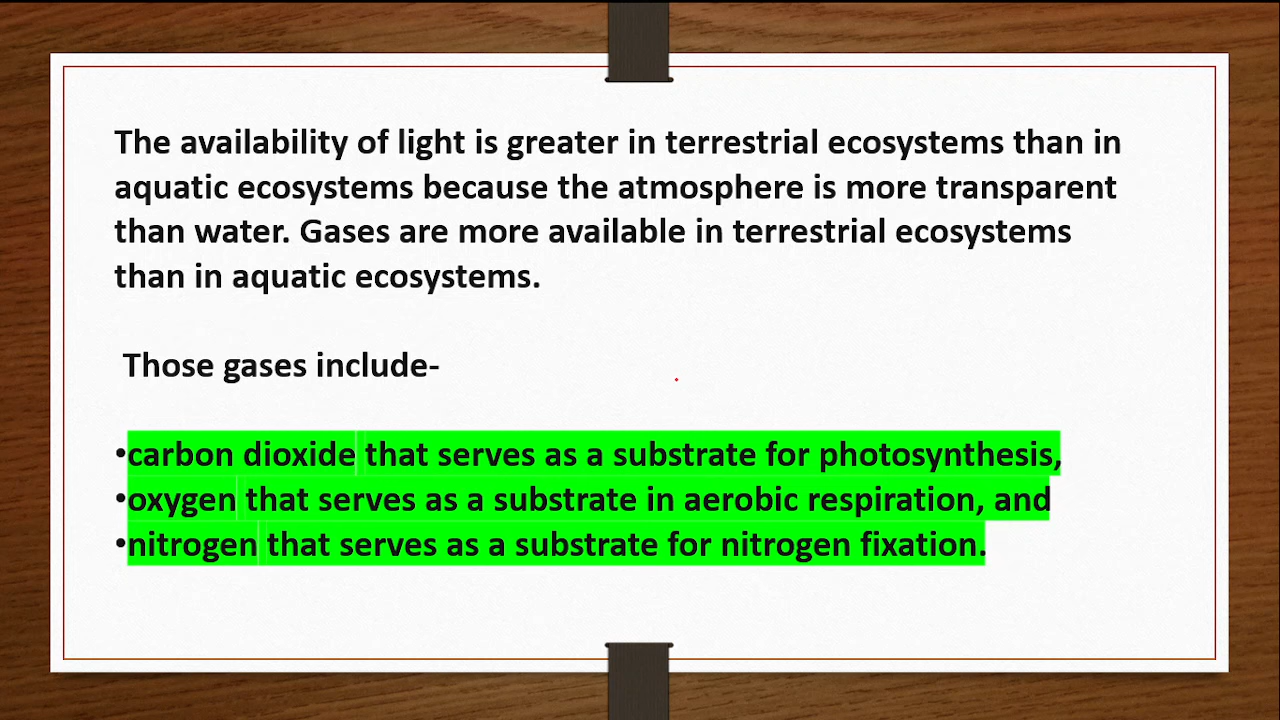 The availability of light is greater in terrestrial ecosystems than in
aquatic ecosystems because the atmosphere is more transparent
than water. Gases are more available in terrestrial ecosystems
than in aquatic ecosystems.
Those gases include-
•carbon dioxide that serves as a substrate for photosynthesis,
•oxygen that serves as a substrate in aerobic respiration, and
•nitrogen that serves as a substrate for nitrogen fixation.